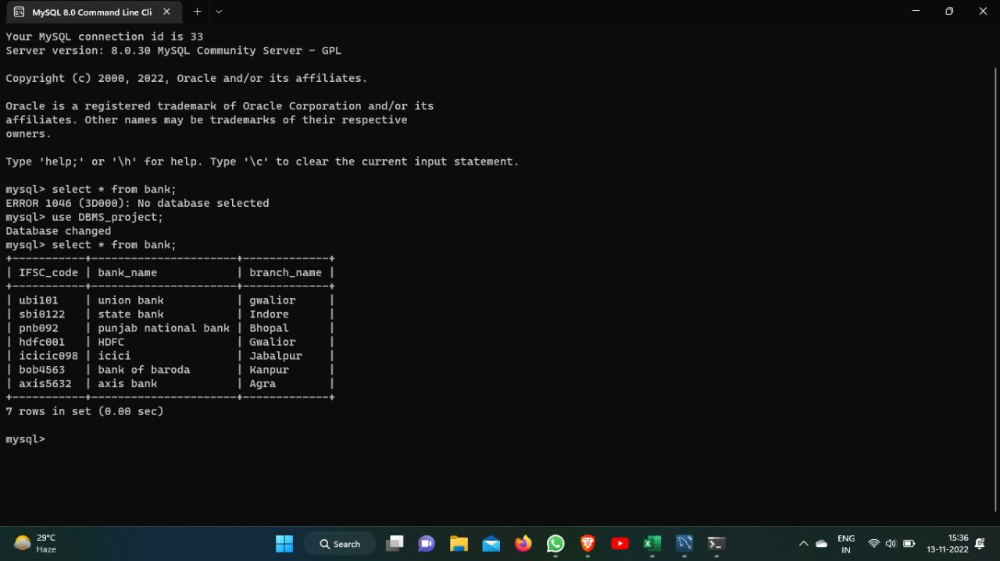 MySQL 8.0 Command Line Cli
Your MySQL connection id is 33
Server version: 8.0.30 MySQL Community Server - GPL
Copyright (c) 2000, 2022, Oracle and/or its affiliates.
Oracle is a registered trademark of Oracle Corporation and/or its
affiliates. Other names may be trademarks of their respective
owners.
Type 'help;' or '\h' for help. Type '\c' to clear the current input statement.
mysql> select * from bank;
ERROR 1046 (3D000): No database selected
mysql> use DBMS_project;
Database changed
mysql> select * from bank;
+-----------+----------------------+-------------+
| IFSC_code | bank_name            | branch_name |
+-----------+----------------------+-------------+
| ubi101    | union bank           | gwalior     |
| sbi0122   | state bank           | Indore      |
| pnb092    | punjab national bank | Bhopal      |
| hdfc001   | HDFC                 | Gwalior     |
| icicic098 | icici                | Jabalpur    |
| bob4563   | bank of baroda       | Kanpur      |
| axis5632  | axis bank            | Agra        |
+-----------+----------------------+-------------+
7 rows in set (0.00 sec)
mysql>
29°C
Haze
Search
ENG
IN
15:36
13-11-2022